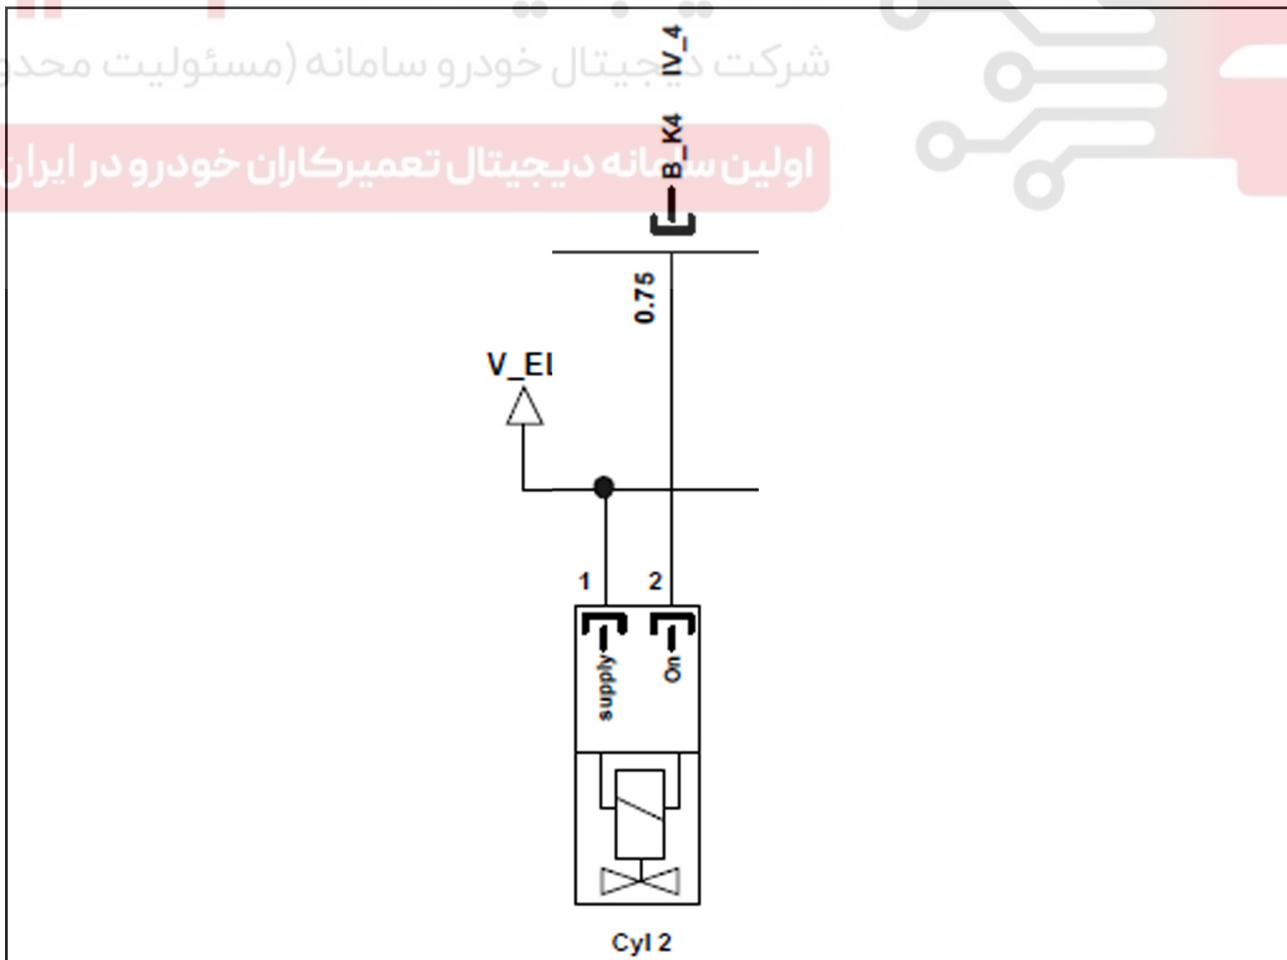 شرکت دیجیتال خودرو سامانه (مسئولیت محدو
اولین سامانه دیجیتال تعمیرکاران خودرو در ایران
IV_4
B_K4
0.75
V_EL
1 2
supply On
Cyl 2